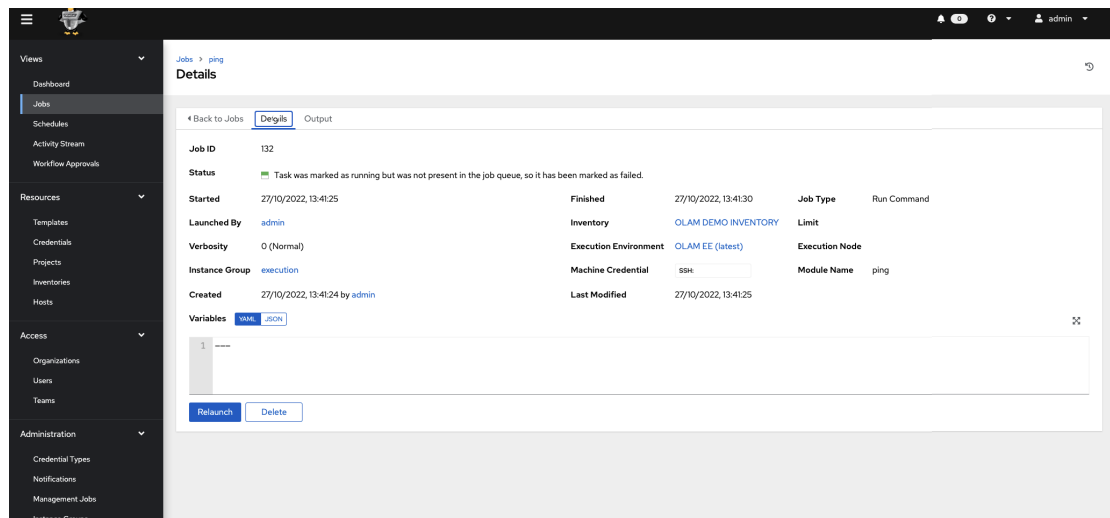 0
admin
Views
Dashboard
Jobs
Schedules
Activity Stream
Workflow Approvals
Resources
Templates
Credentials
Projects
Inventories
Hosts
Access
Organizations
Users
Teams
Administration
Credential Types
Notifications
Management Jobs
Jobs > ping
Details
Back to Jobs Details Output
Job ID 132
Status Task was marked as running but was not present in the job queue, so it has been marked as failed.
Started 27/10/2022, 13:41:25 Finished 27/10/2022, 13:41:30 Job Type Run Command
Launched By admin Inventory OLAM DEMO INVENTORY Limit
Verbosity 0 (Normal) Execution Environment OLAM EE (latest) Execution Node
Instance Group execution Machine Credential SSH: Module Name ping
Created 27/10/2022, 13:41:24 by admin Last Modified 27/10/2022, 13:41:25
Variables YAML JSON
1 ---
Relaunch Delete